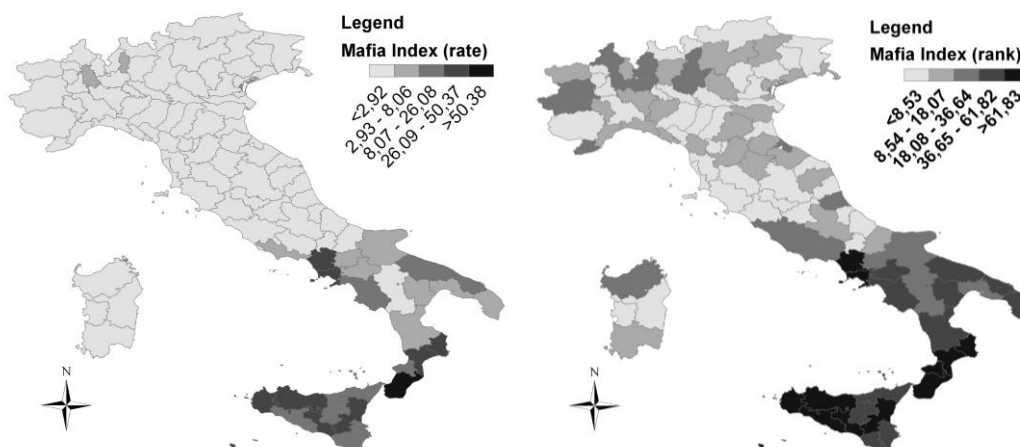 Legend
Mafia Index (rate)
<2,92
2,93 - 8,06
8,07 - 26,08
26,09 - 50,37
>50,38
N
Legend
Mafia Index (rank)
<8,53
8,54 - 18,07
18,08 - 36,64
36,65 - 61,82
>61,83
N